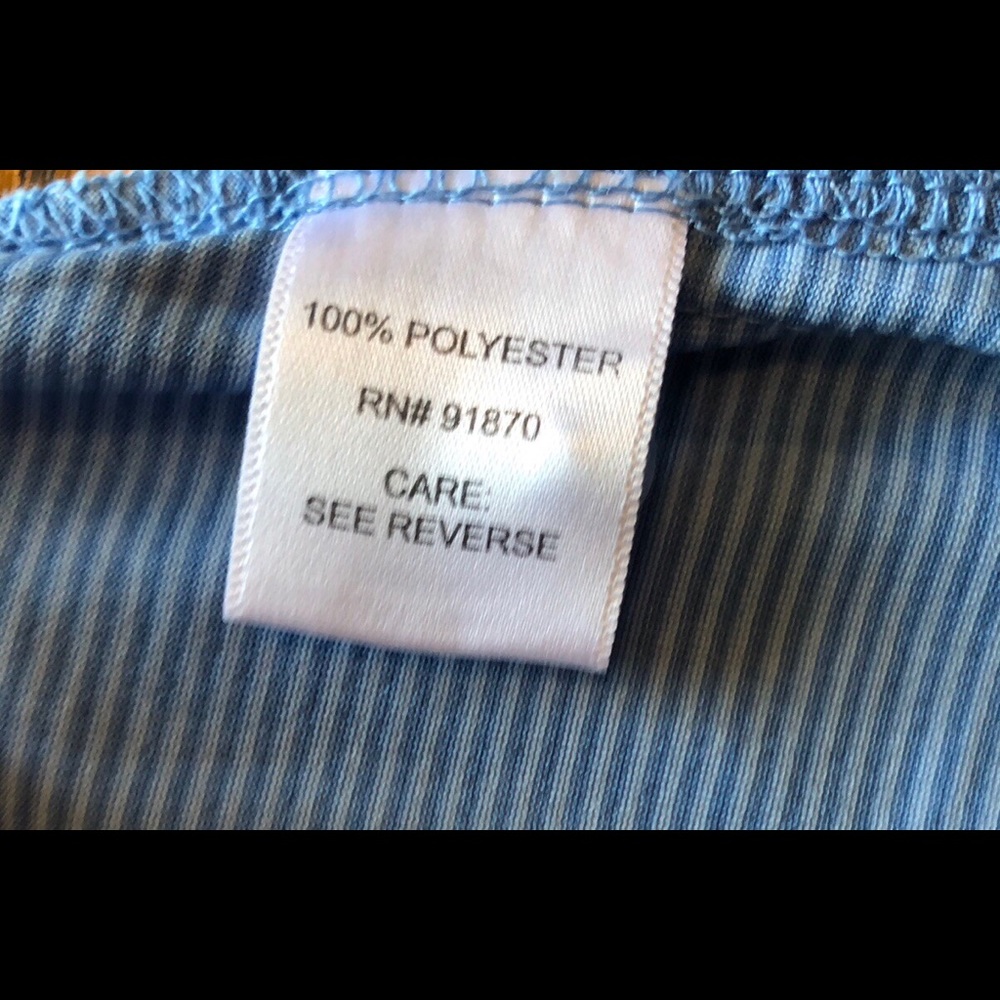 100% POLYESTER
RN# 91870
CARE:
SEE REVERSE